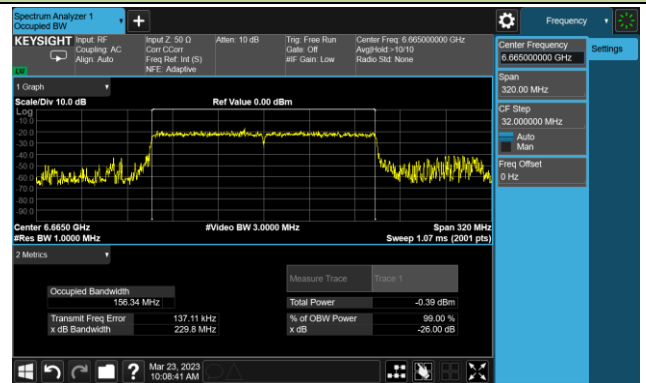 Spectrum Analyzer 1
Occupied BW
Frequency
KEYSIGHT
Input: RF
Coupling: AC
Align: Auto
Input Z: 50 Ω
Corr CCorr
Freq Ref: Int (S)
NFE: Adaptive
Atten: 10 dB
Trig: Free Run
Gate: Off
#IF Gain: Low
Center Freq: 6.665000000 GHz
Avg|Hold:>10/10
Radio Std: None
Center Frequency
6.665000000 GHz
Settings
Span
320.00 MHz
CF Step
32.000000 MHz
Auto
Man
Freq Offset
0 Hz
1 Graph
Scale/Div 10.0 dB
Ref Value 0.00 dBm
Log
-10.0
-20.0
-30.0
-40.0
-50.0
-60.0
-70.0
-80.0
-90.0
Center 6.6650 GHz
#Video BW 3.0000 MHz
Span 320 MHz
#Res BW 1.0000 MHz
Sweep 1.07 ms (2001 pts)
2 Metrics
Measure Trace
Trace 1
Occupied Bandwidth
156.34 MHz
Total Power
-0.39 dBm
Transmit Freq Error
137.11 kHz
% of OBW Power
99.00 %
x dB Bandwidth
229.8 MHz
x dB
-26.00 dB
Mar 23, 2023
10:08:41 AM